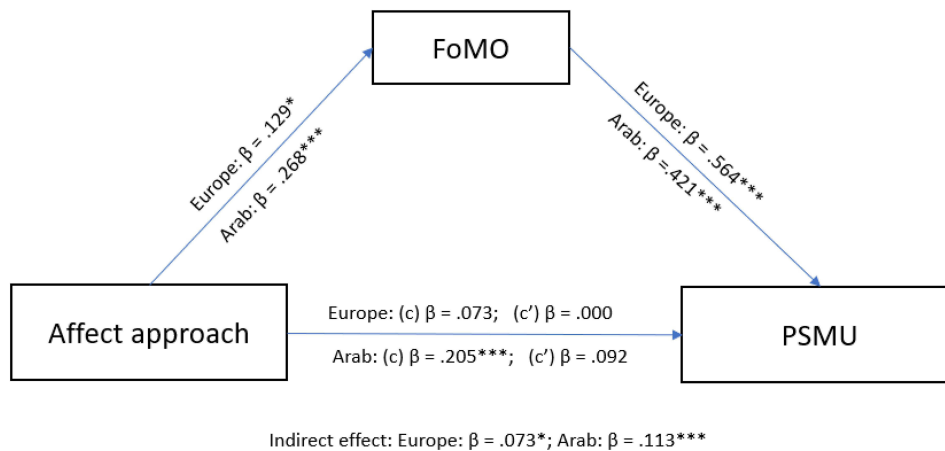 FoMO
Europe: β = .129*
Arab: β = .268***
Europe: β = .564***
Arab: β =.421***
Affect approach
Europe: (c) β = .073; (c’) β = .000
Arab: (c) β = .205***; (c’) β = .092
PSMU
Indirect effect: Europe: β = .073*; Arab: β = .113***